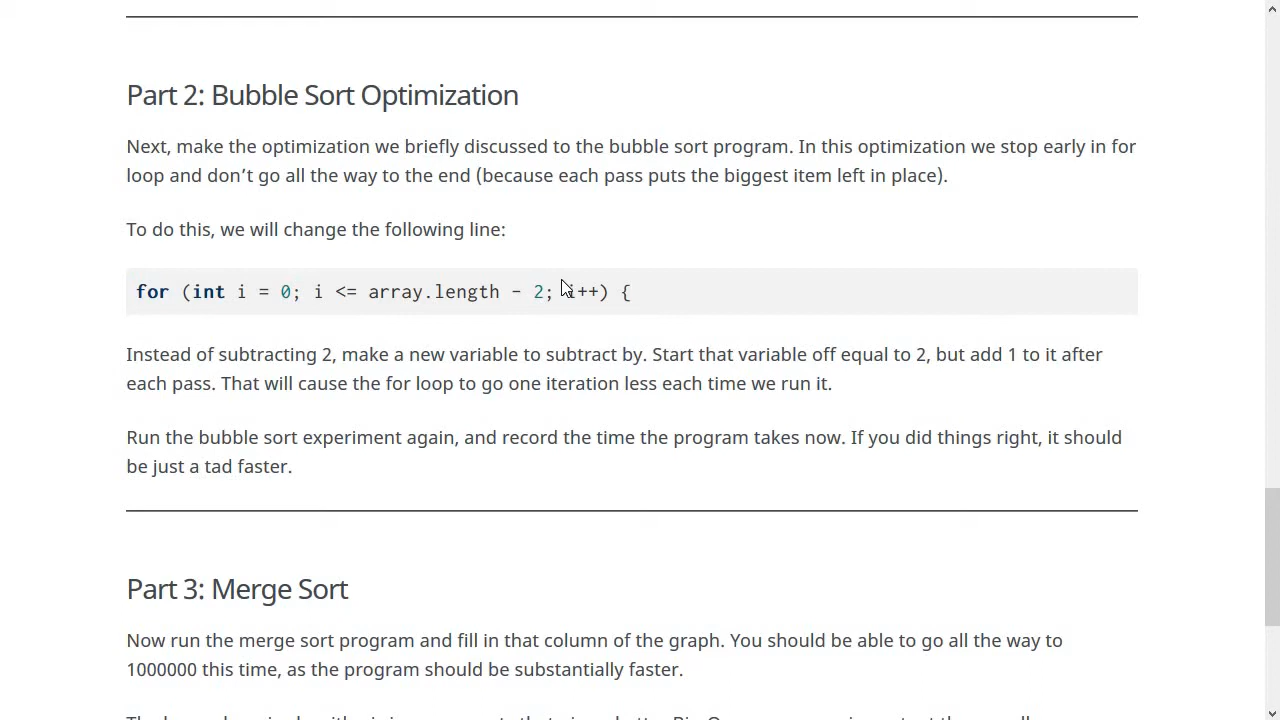 Part 2: Bubble Sort Optimization
Next, make the optimization we briefly discussed to the bubble sort program. In this optimization we stop early in for
loop and don’t go all the way to the end (because each pass puts the biggest item left in place).
To do this, we will change the following line:
for (int i = 0; i <= array.length - 2; i++) {
Instead of subtracting 2, make a new variable to subtract by. Start that variable off equal to 2, but add 1 to it after
each pass. That will cause the for loop to go one iteration less each time we run it.
Run the bubble sort experiment again, and record the time the program takes now. If you did things right, it should
be just a tad faster.
Part 3: Merge Sort
Now run the merge sort program and fill in that column of the graph. You should be able to go all the way to
1000000 this time, as the program should be substantially faster.